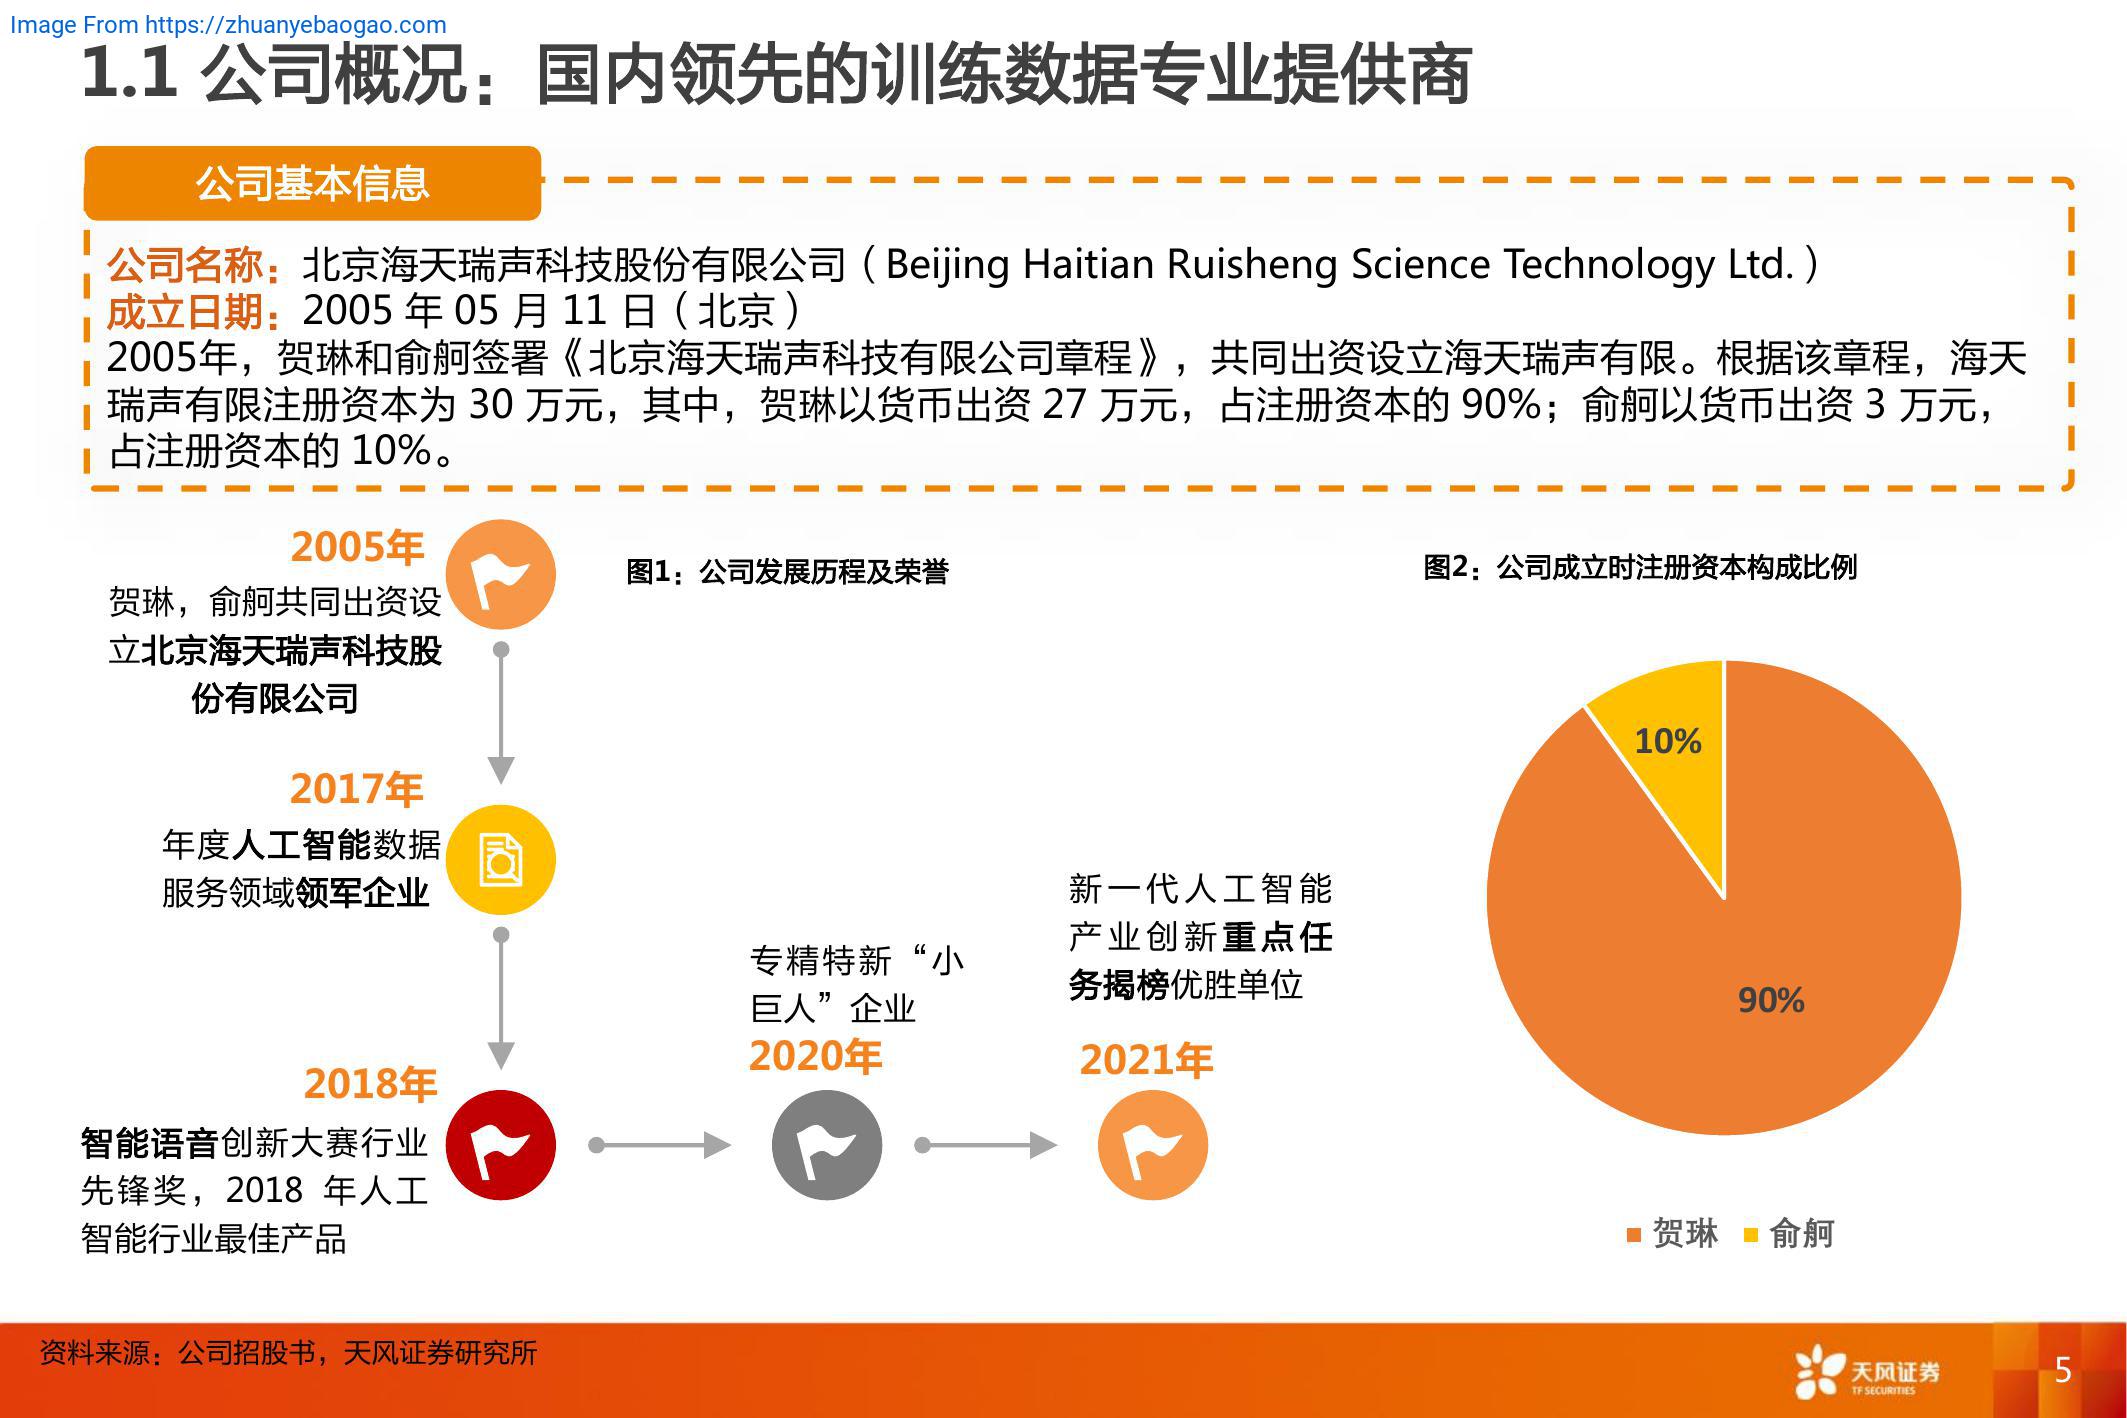 Image From https://zhuanyebaogao.com
1.1 公司概况：国内领先的训练数据专业提供商
公司基本信息
公司名称：北京海天瑞声科技股份有限公司（Beijing Haitian Ruisheng Science Technology Ltd.）
成立日期：2005 年 05 月 11 日（北京）
2005年，贺琳和俞舸签署《北京海天瑞声科技有限公司章程》，共同出资设立海天瑞声有限。根据该章程，海天
瑞声有限注册资本为 30 万元，其中，贺琳以货币出资 27 万元，占注册资本的 90%；俞舸以货币出资 3 万元，
占注册资本的 10%。
2005年
贺琳，俞舸共同出资设
立北京海天瑞声科技股
份有限公司
图1：公司发展历程及荣誉
2017年
年度人工智能数据
服务领域领军企业
2018年
智能语音创新大赛行业
先锋奖，2018 年人工
智能行业最佳产品
专精特新“小
巨人”企业
2020年
新一代人工智能
产业创新重点任
务揭榜优胜单位
2021年
图2：公司成立时注册资本构成比例
10%
90%
贺琳 俞舸
资料来源：公司招股书，天风证券研究所
天风证券
TF SECURITIES
5